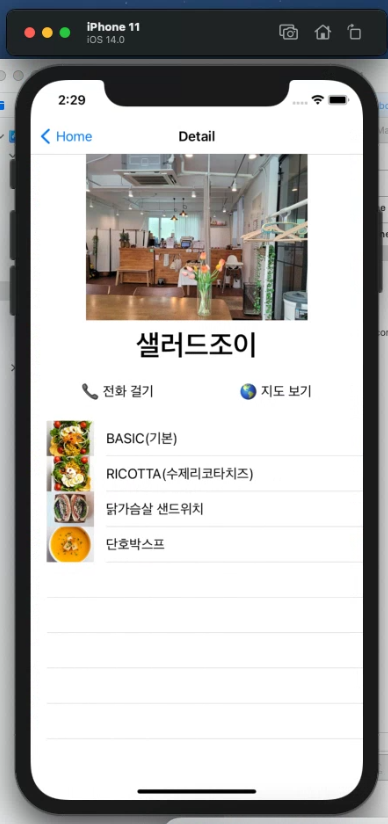 iPhone 11
iOS 14.0
2:29
Home
Detail
샐러드조이
전화 걸기
지도 보기
BASIC(기본)
RICOTTA(수제리코타치즈)
닭가슴살 샌드위치
단호박스프